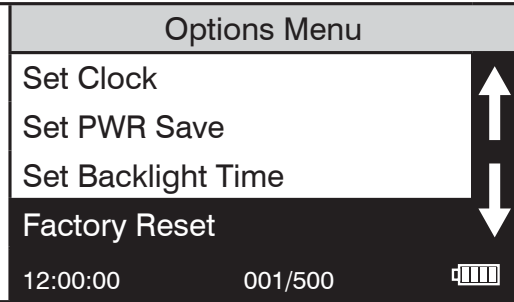 Options Menu
Set Clock
Set PWR Save
Set Backlight Time
Factory Reset
12:00:00 001/500